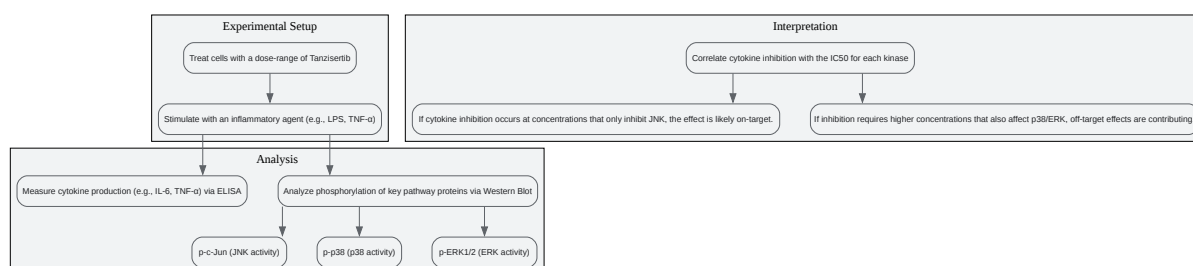 Experimental Setup
Treat cells with a dose-range of Tanzisertib
Stimulate with an inflammatory agent (e.g., LPS, TNF-α)
Interpretation
Correlate cytokine inhibition with the IC50 for each kinase
If cytokine inhibition occurs at concentrations that only inhibit JNK, the effect is likely on-target.
If inhibition requires higher concentrations that also affect p38/ERK, off-target effects are contributing.
Analysis
Measure cytokine production (e.g., IL-6, TNF-α) via ELISA
Analyze phosphorylation of key pathway proteins via Western Blot
p-c-Jun (JNK activity)
p-p38 (p38 activity)
p-ERK1/2 (ERK activity)